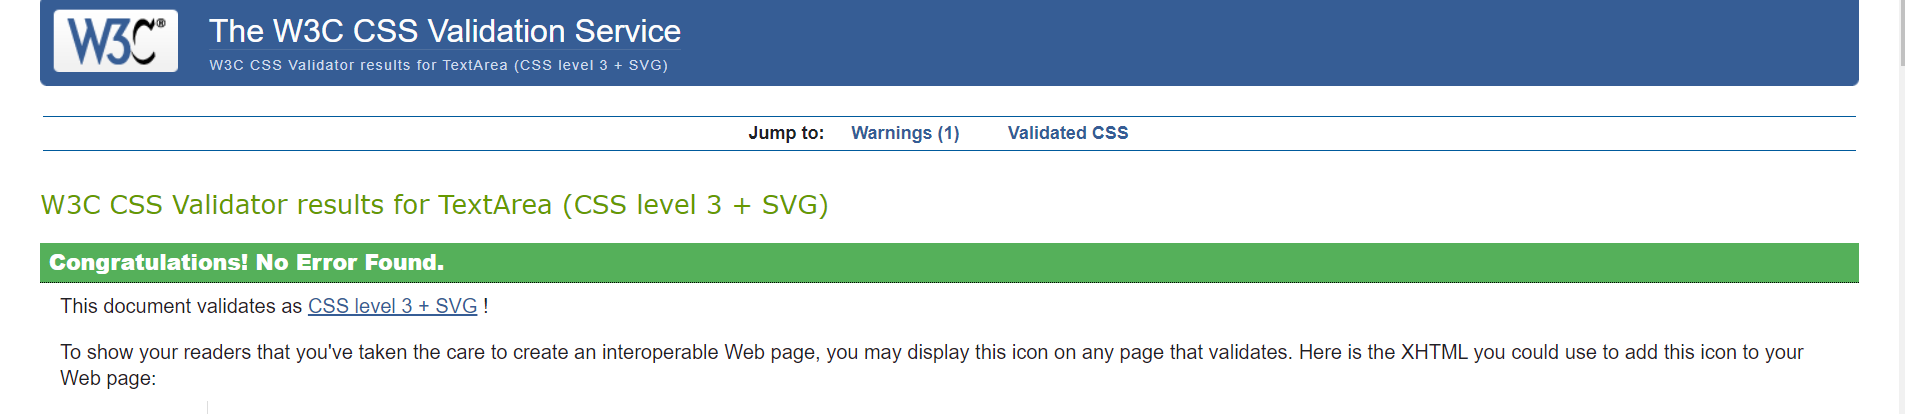 W3C®
The W3C CSS Validation Service
W3C CSS Validator results for TextArea (CSS level 3 + SVG)
Jump to: Warnings (1) Validated CSS
W3C CSS Validator results for TextArea (CSS level 3 + SVG)
Congratulations! No Error Found.
This document validates as CSS level 3 + SVG !
To show your readers that you've taken the care to create an interoperable Web page, you may display this icon on any page that validates. Here is the XHTML you could use to add this icon to your
Web page: